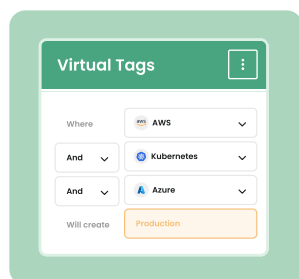 Virtual Tags
Where
aws AWS
And Kubernetes
And Azure
Will create Production